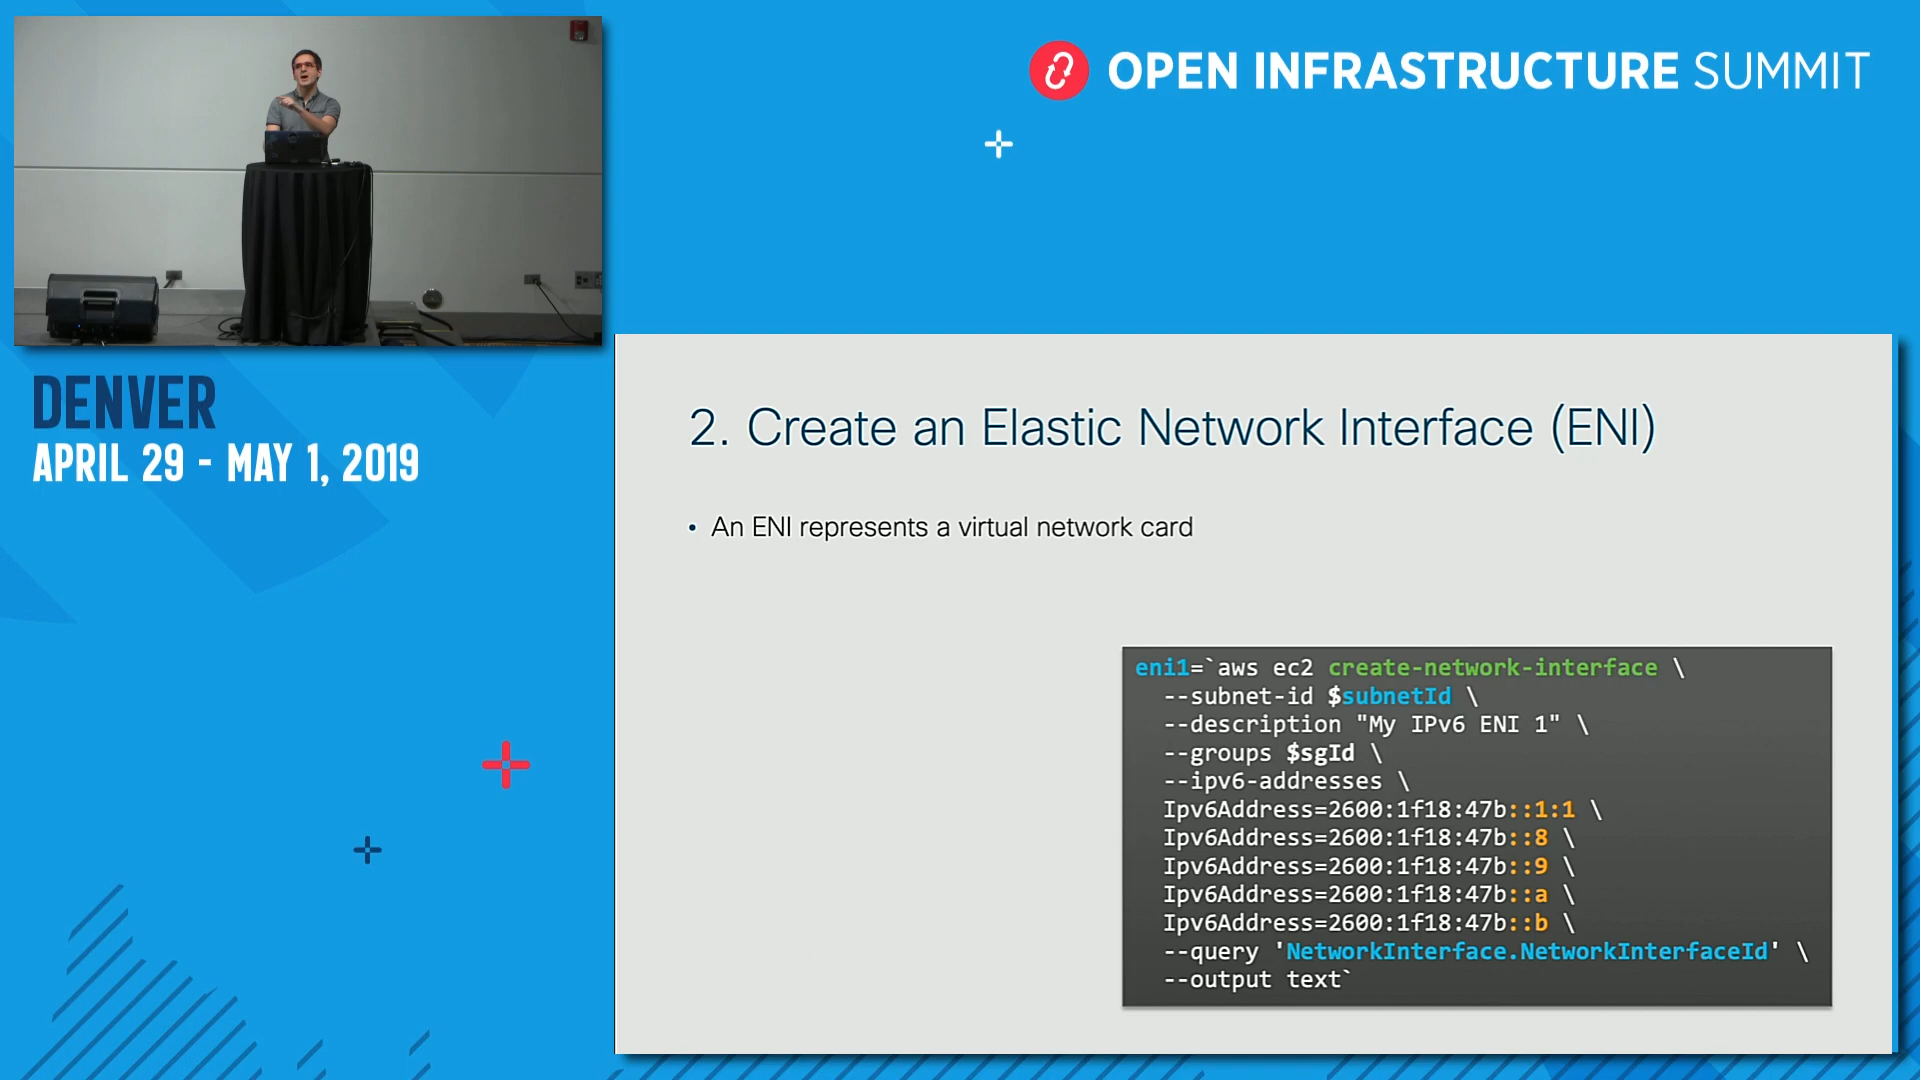 OPEN INFRASTRUCTURE SUMMIT
DENVER
APRIL 29 - MAY 1, 2019
2. Create an Elastic Network Interface (ENI)
• An ENI represents a virtual network card
eni1=`aws ec2 create-network-interface \
--subnet-id $subnetId \
--description "My IPv6 ENI 1" \
--groups $sgId \
--ipv6-addresses \
Ipv6Address=2600:1f18:47b::1:1 \
Ipv6Address=2600:1f18:47b::8 \
Ipv6Address=2600:1f18:47b::9 \
Ipv6Address=2600:1f18:47b::a \
Ipv6Address=2600:1f18:47b::b \
--query 'NetworkInterface.NetworkInterfaceId' \
--output text`